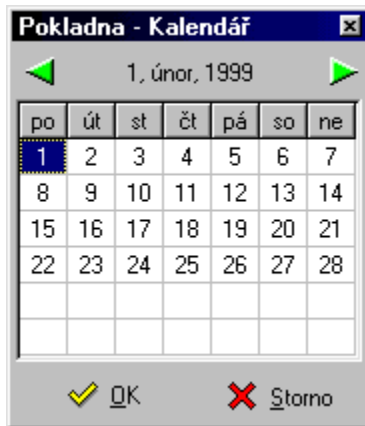 Pokladna - Kalendář
1, únor, 1999
po út st čt pá so ne
1 2 3 4 5 6 7
8 9 10 11 12 13 14
15 16 17 18 19 20 21
22 23 24 25 26 27 28
OK Storno